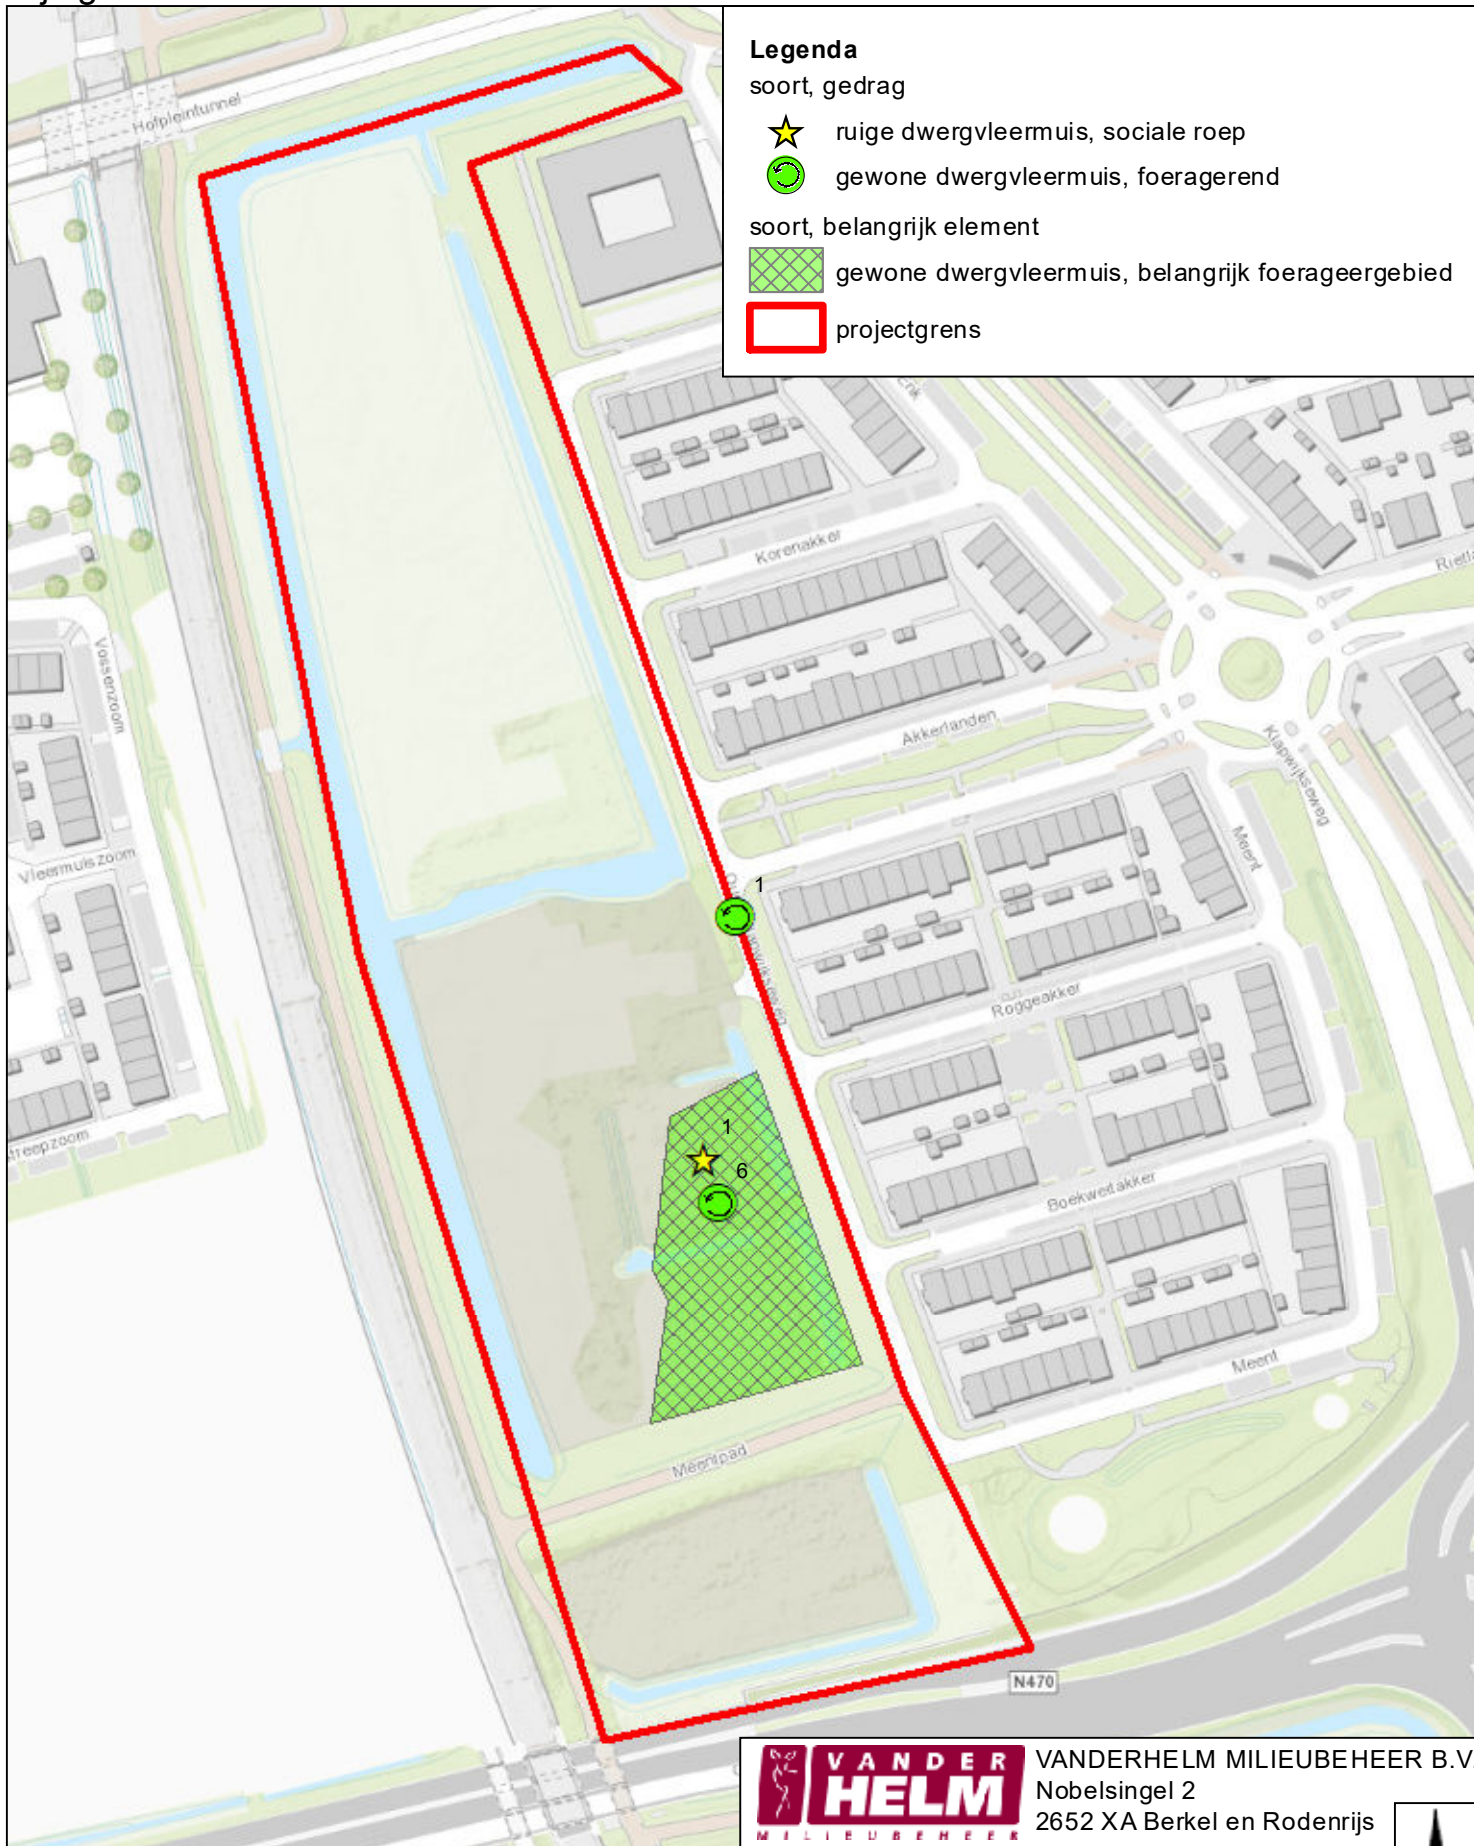 Legenda
soort, gedrag
ruige dwergvleermuis, sociale roep
gewone dwergvleermuis, foeragerend
soort, belangrijk element
gewone dwergvleermuis, belangrijk foerageergebied
projectgrens
Hofpleintunnel
Korenakker
Akkerlanden
Klapwijkseweg
Meent
Vossenzoom
Vleermuiszoom
1
Roggeakker
1
6
Boekweitakker
Meent
Meentpad
N470
VANDER
HELM
MILIEUBEHEER
VANDERHELM MILIEUBEHEER B.V.
Nobelsingel 2
2652 XA Berkel en Rodenrijs